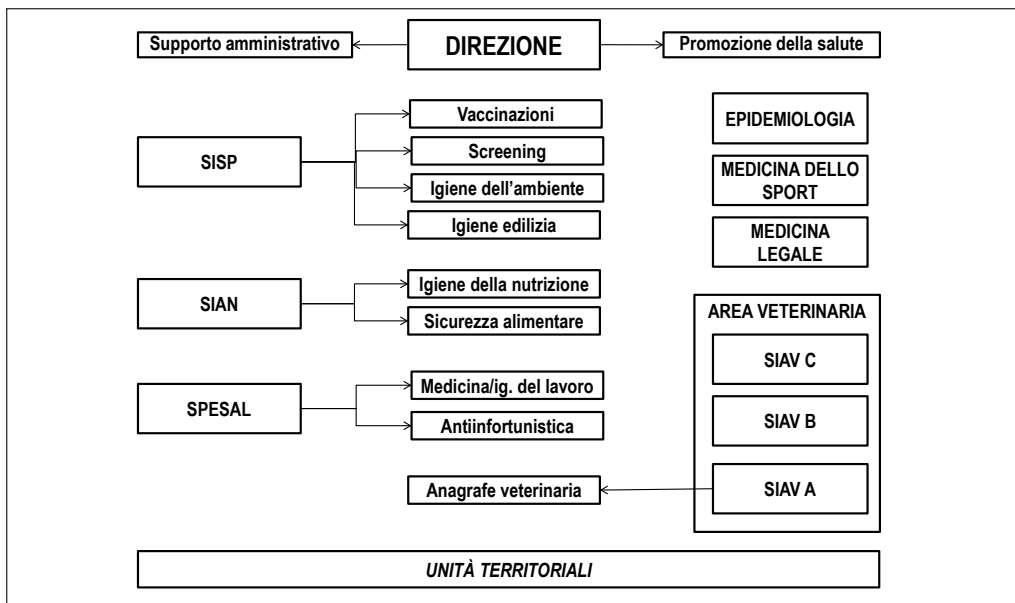 Supporto amministrativo
DIREZIONE
Promozione della salute
SISP
Vaccinazioni
Screening
Igiene dell’ambiente
Igiene edilizia
EPIDEMIOLOGIA
MEDICINA DELLO
SPORT
MEDICINA
LEGALE
SIAN
Igiene della nutrizione
Sicurezza alimentare
SPESAL
Medicina/ig. del lavoro
Antiinfortunistica
AREA VETERINARIA
SIAV C
SIAV B
SIAV A
Anagrafe veterinaria
UNITÀ TERRITORIALI